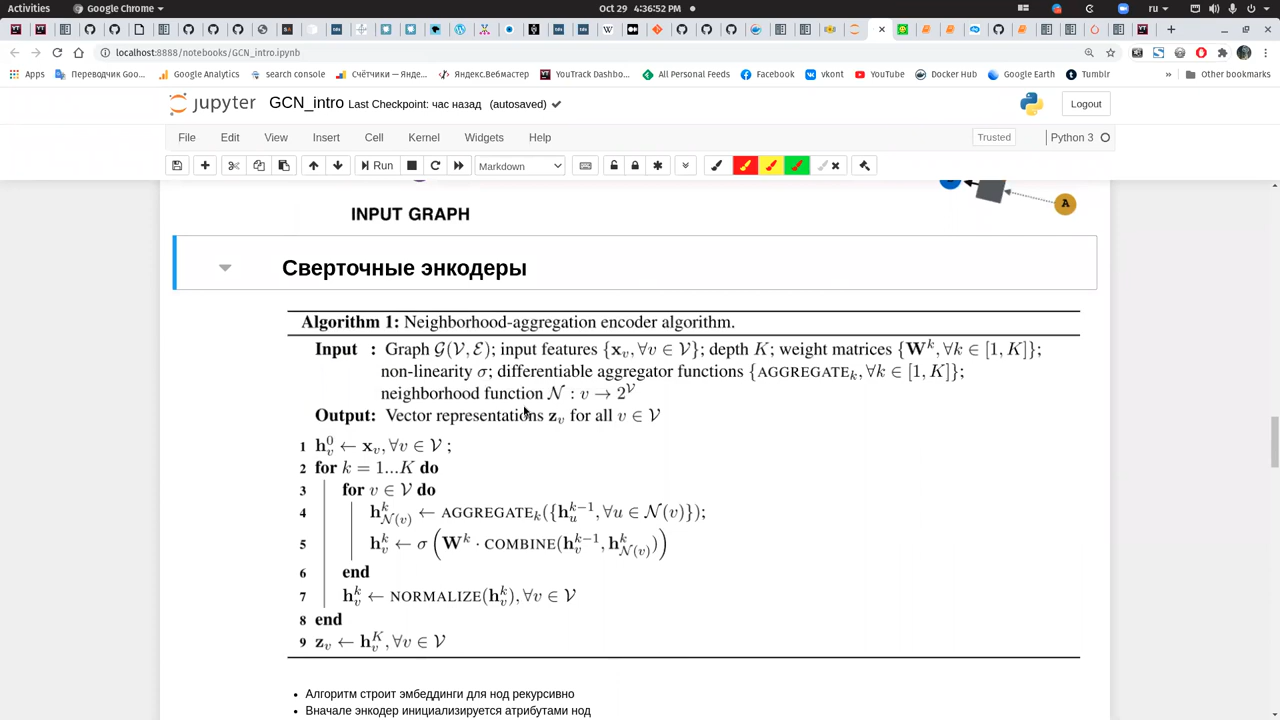 Activities Google Chrome Oct 29 4:36:52 PM ru
localhost:8888/notebooks/GCN_intro.ipynb
Apps Переводчик Goo... Google Analytics search console Счётчики — Янде... Яндекс.Вебмастер YouTrack Dashbo... All Personal Feeds Facebook vkont YouTube Docker Hub Google Earth Tumblr » Other bookmarks
jupyter GCN_intro Last Checkpoint: час назад (autosaved) Logout
File Edit View Insert Cell Kernel Widgets Help Trusted Python 3
Run Markdown
A
INPUT GRAPH
Сверточные энкодеры
Algorithm 1: Neighborhood-aggregation encoder algorithm.
Input : Graph 𝒢(𝒱, ℰ); input features {x_v, ∀v ∈ 𝒱}; depth K; weight matrices {W^k, ∀k ∈ [1, K]};
non-linearity σ; differentiable aggregator functions {AGGREGATE_k, ∀k ∈ [1, K]};
neighborhood function 𝒩 : v → 2^𝒱
Output: Vector representations z_v for all v ∈ 𝒱
1 h_v^0 ← x_v, ∀v ∈ 𝒱 ;
2 for k = 1...K do
3 for v ∈ 𝒱 do
4 h_{𝒩(v)}^k ← AGGREGATE_k({h_u^{k−1}, ∀u ∈ 𝒩(v)});
5 h_v^k ← σ (W^k · COMBINE(h_v^{k−1}, h_{𝒩(v)}^k))
6 end
7 h_v^k ← NORMALIZE(h_v^k), ∀v ∈ 𝒱
8 end
9 z_v ← h_v^K, ∀v ∈ 𝒱
• Алгоритм строит эмбеддинги для нод рекурсивно
• Вначале энкодер инициализируется атрибутами нод